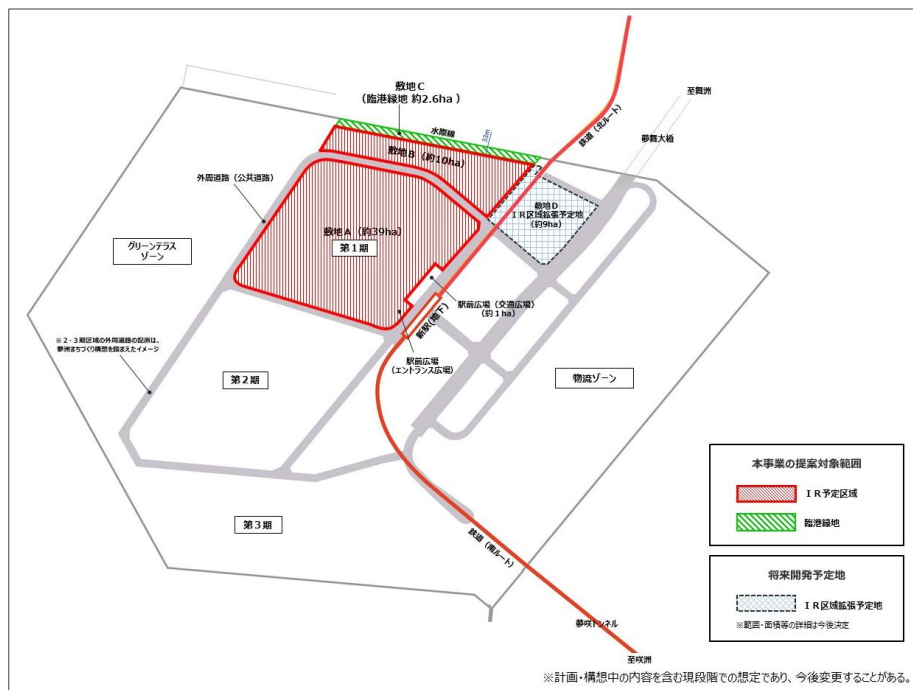 敷地C
（臨港緑地 約2.6ha ）
至舞洲
水際線
33m
鉄道（北ルート）
夢舞大橋
敷地B（約10ha）
外周道路（公共道路）
敷地D
ＩＲ区域拡張予定地
（約9ha）
敷地A（約39ha）
第１期
グリーンテラス
ゾーン
駅前広場（交通広場）
（約１ha）
新駅(地下)
※２・３期区域の外周道路の配置は、
夢洲まちづくり構想を踏まえたイメージ
駅前広場
（エントランス広場）
第２期
物流ゾーン
第３期
鉄道（南ルート）
夢咲トンネル
至咲洲
本事業の提案対象範囲
ＩＲ予定区域
臨港緑地
将来開発予定地
ＩＲ区域拡張予定地
※範囲・面積等の詳細は今後決定
※計画・構想中の内容を含む現段階での想定であり、今後変更することがある。